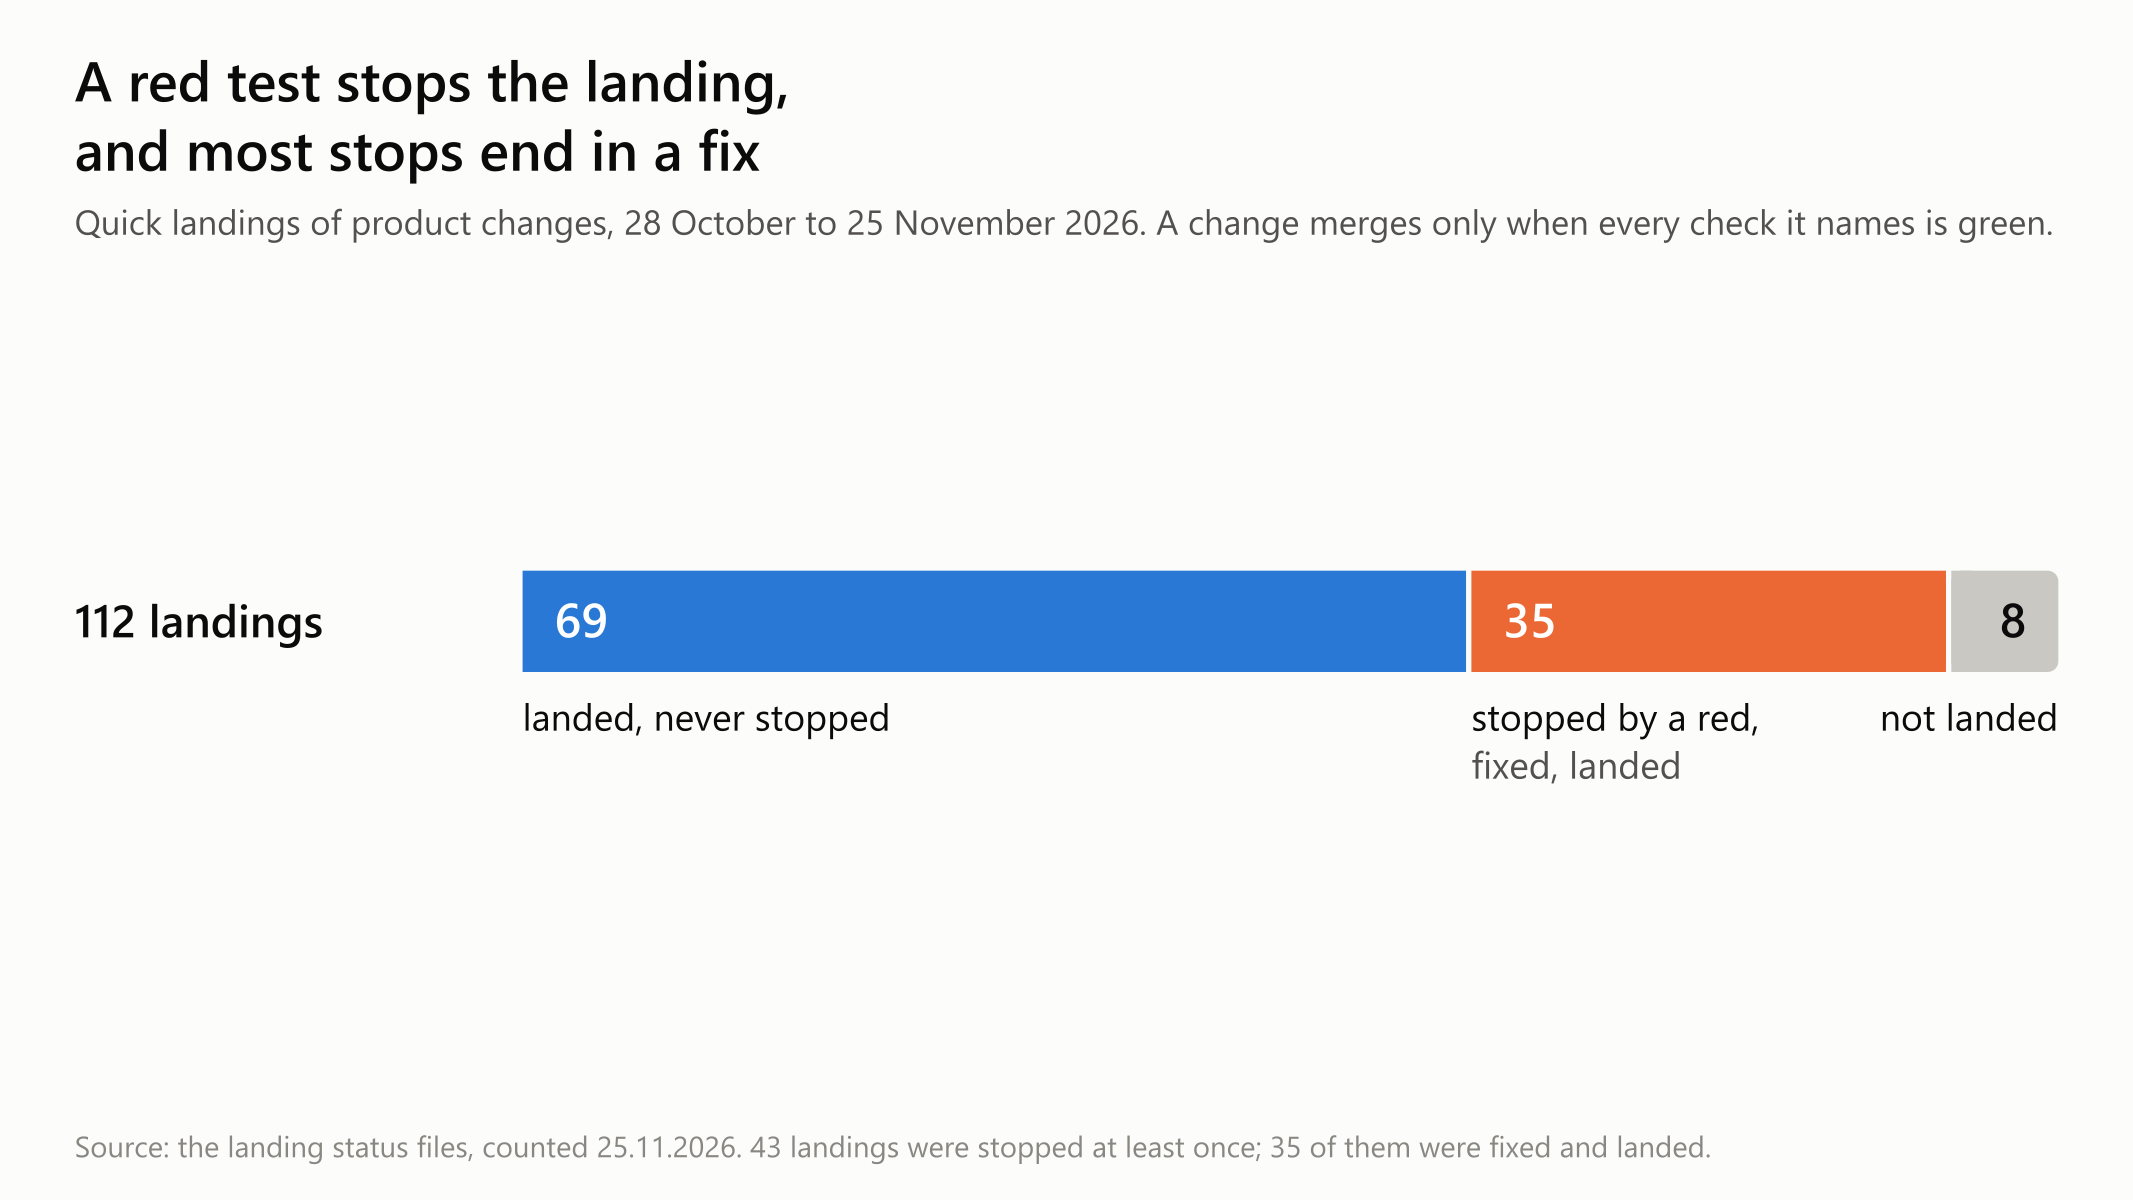 A red test stops the landing,
and most stops end in a fix
Quick landings of product changes, 28 October to 25 November 2026. A change merges only when every check it names is green.
112 landings
69
35
8
landed, never stopped
stopped by a red,
fixed, landed
not landed
Source: the landing status files, counted 25.11.2026. 43 landings were stopped at least once; 35 of them were fixed and landed.